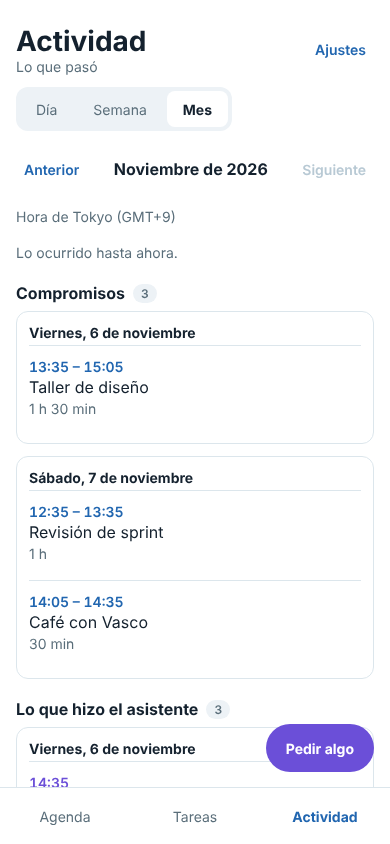 Actividad
Ajustes
Lo que pasó
Día
Semana
Mes
Anterior
Noviembre de 2026
Siguiente
Hora de Tokyo (GMT+9)
Lo ocurrido hasta ahora.
Compromisos 3
Viernes, 6 de noviembre
13:35 – 15:05
Taller de diseño
1 h 30 min
Sábado, 7 de noviembre
12:35 – 13:35
Revisión de sprint
1 h
14:05 – 14:35
Café con Vasco
30 min
Lo que hizo el asistente 3
Viernes, 6 de noviembre
Pedir algo
14:35
Agenda
Tareas
Actividad